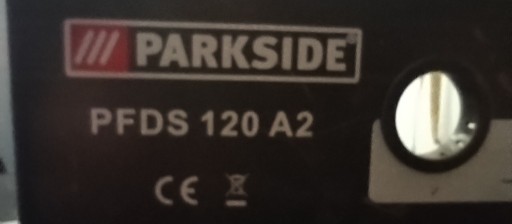 /// PARKSIDE®
PFDS 120 A2
CE